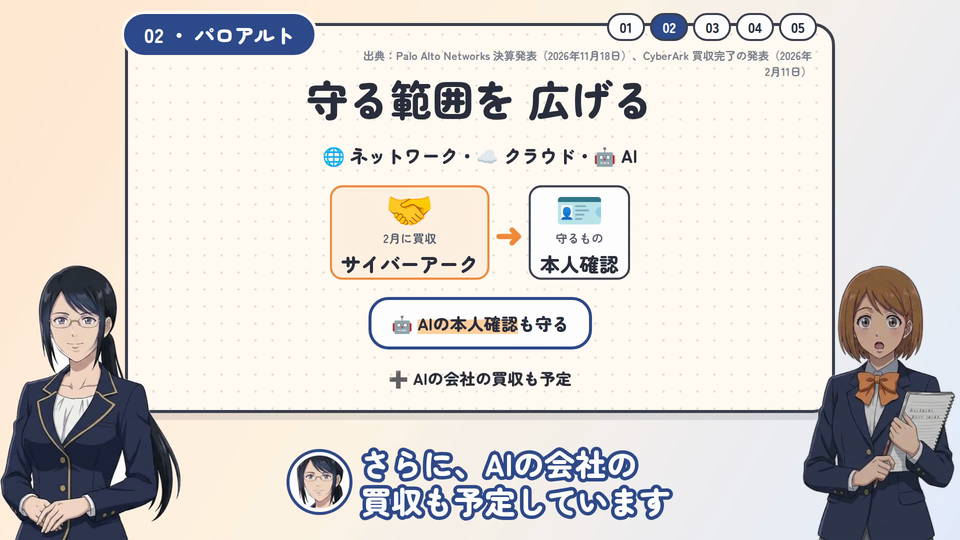 02 ・ パロアルト
01 02 03 04 05
出典：Palo Alto Networks 決算発表（2026年11月18日）、CyberArk 買収完了の発表（2026年
2月11日）
守る範囲を 広げる
ネットワーク・ クラウド・ AI
2月に買収
サイバーアーク
守るもの
本人確認
AIの本人確認も守る
AIの会社の買収も予定
さらに、AIの会社の
買収も予定しています